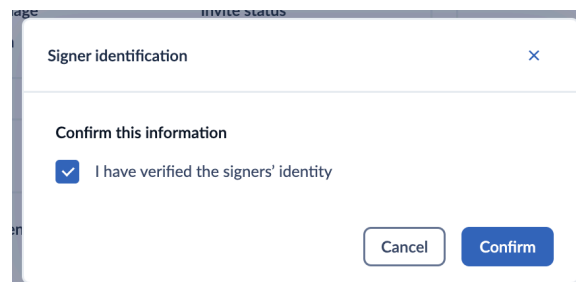 Invite status
Signer identification
Confirm this information
I have verified the signers’ identity
Cancel
Confirm